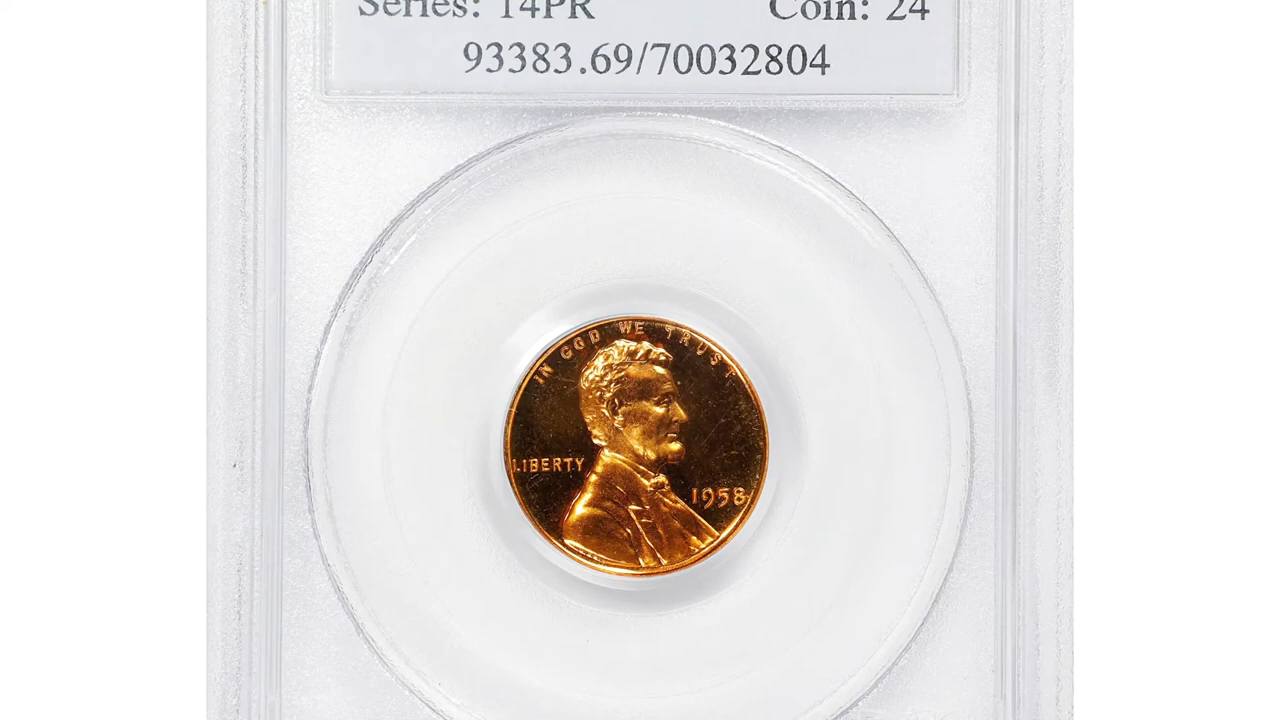 Series: 14PR Coin: 24
93383.69/70032804
IN GOD WE TRUST
LIBERTY
1958